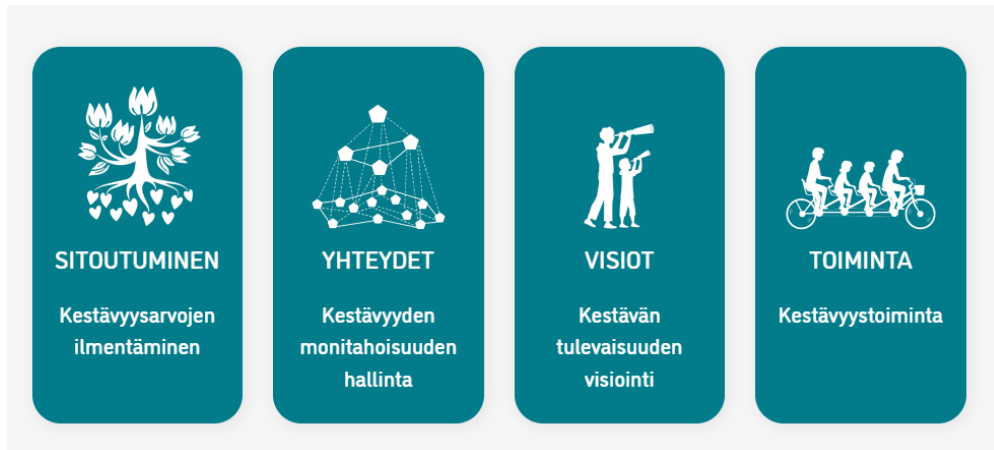 SITOUTUMINEN
Kestävyysarvojen
ilmentäminen
YHTEYDET
Kestävyyden
monitahoisuuden
hallinta
VISIOT
Kestävän
tulevaisuuden
visiointi
TOIMINTA
Kestävyystoiminta